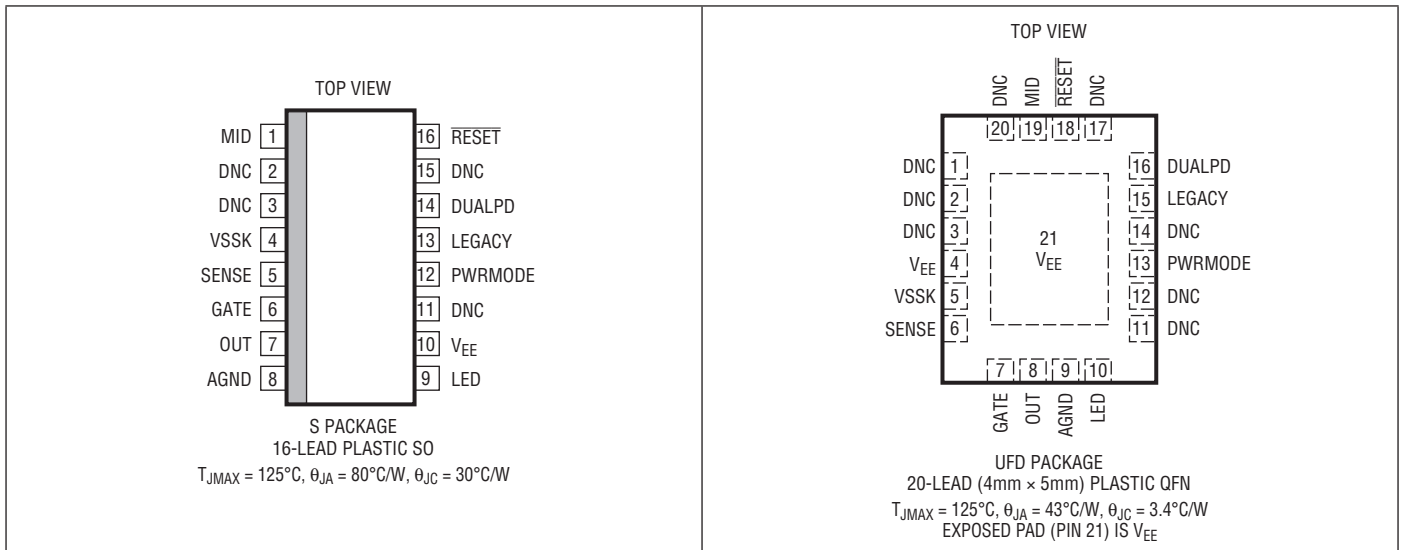 TOP VIEW
MID 1
DNC 2
DNC 3
VSSK 4
SENSE 5
GATE 6
OUT 7
AGND 8
16 R̅E̅S̅E̅T̅
15 DNC
14 DUALPD
13 LEGACY
12 PWRMODE
11 DNC
10 VEE
9 LED
S PACKAGE
16-LEAD PLASTIC SO
TJMAX = 125°C, θJA = 80°C/W, θJC = 30°C/W
TOP VIEW
DNC
MID
R̅E̅S̅E̅T̅
DNC
20 19 18 17
DNC 1
DNC 2
DNC 3
VEE 4
VSSK 5
SENSE 6
21
VEE
16 DUALPD
15 LEGACY
14 DNC
13 PWRMODE
12 DNC
11 DNC
7 8 9 10
GATE
OUT
AGND
LED
UFD PACKAGE
20-LEAD (4mm × 5mm) PLASTIC QFN
TJMAX = 125°C, θJA = 43°C/W, θJC = 3.4°C/W
EXPOSED PAD (PIN 21) IS VEE